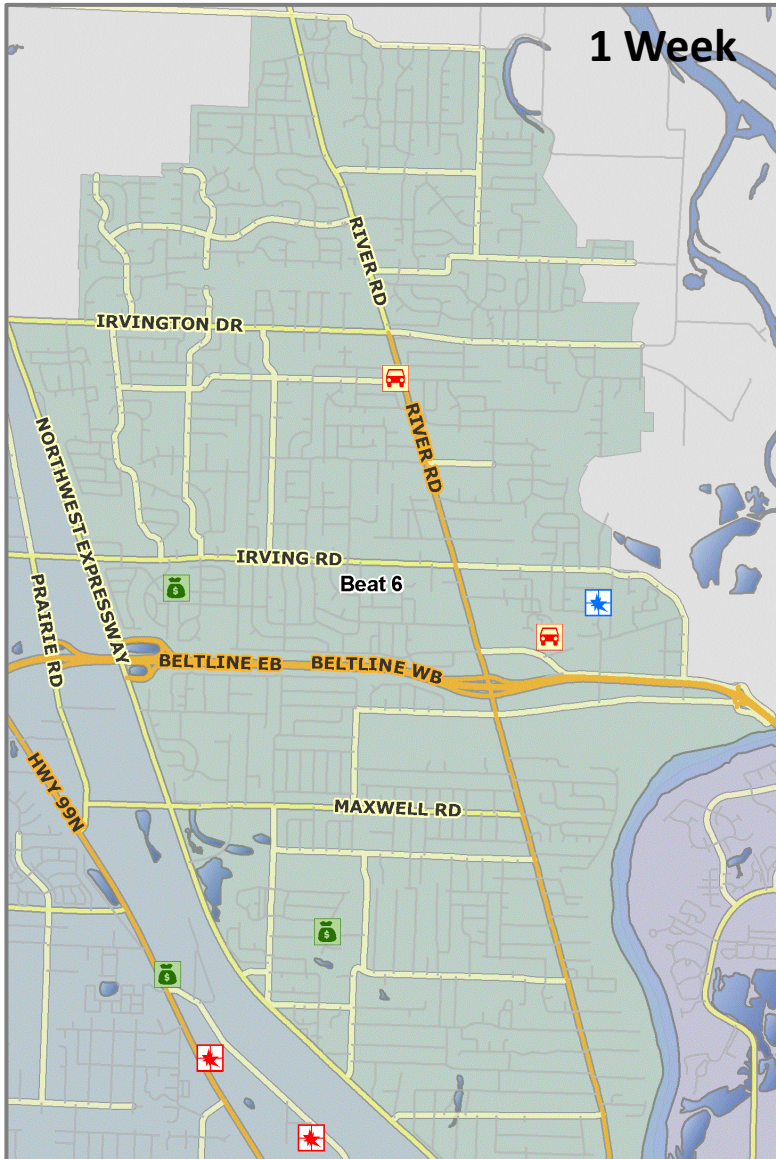 1 Week
RIVER RD
IRVINGTON DR
RIVER RD
NORTHWEST EXPRESSWAY
IRVING RD
Beat 6
PRAIRIE RD
BELTLINE EB
BELTLINE WB
HWY 99N
MAXWELL RD
$
$
$